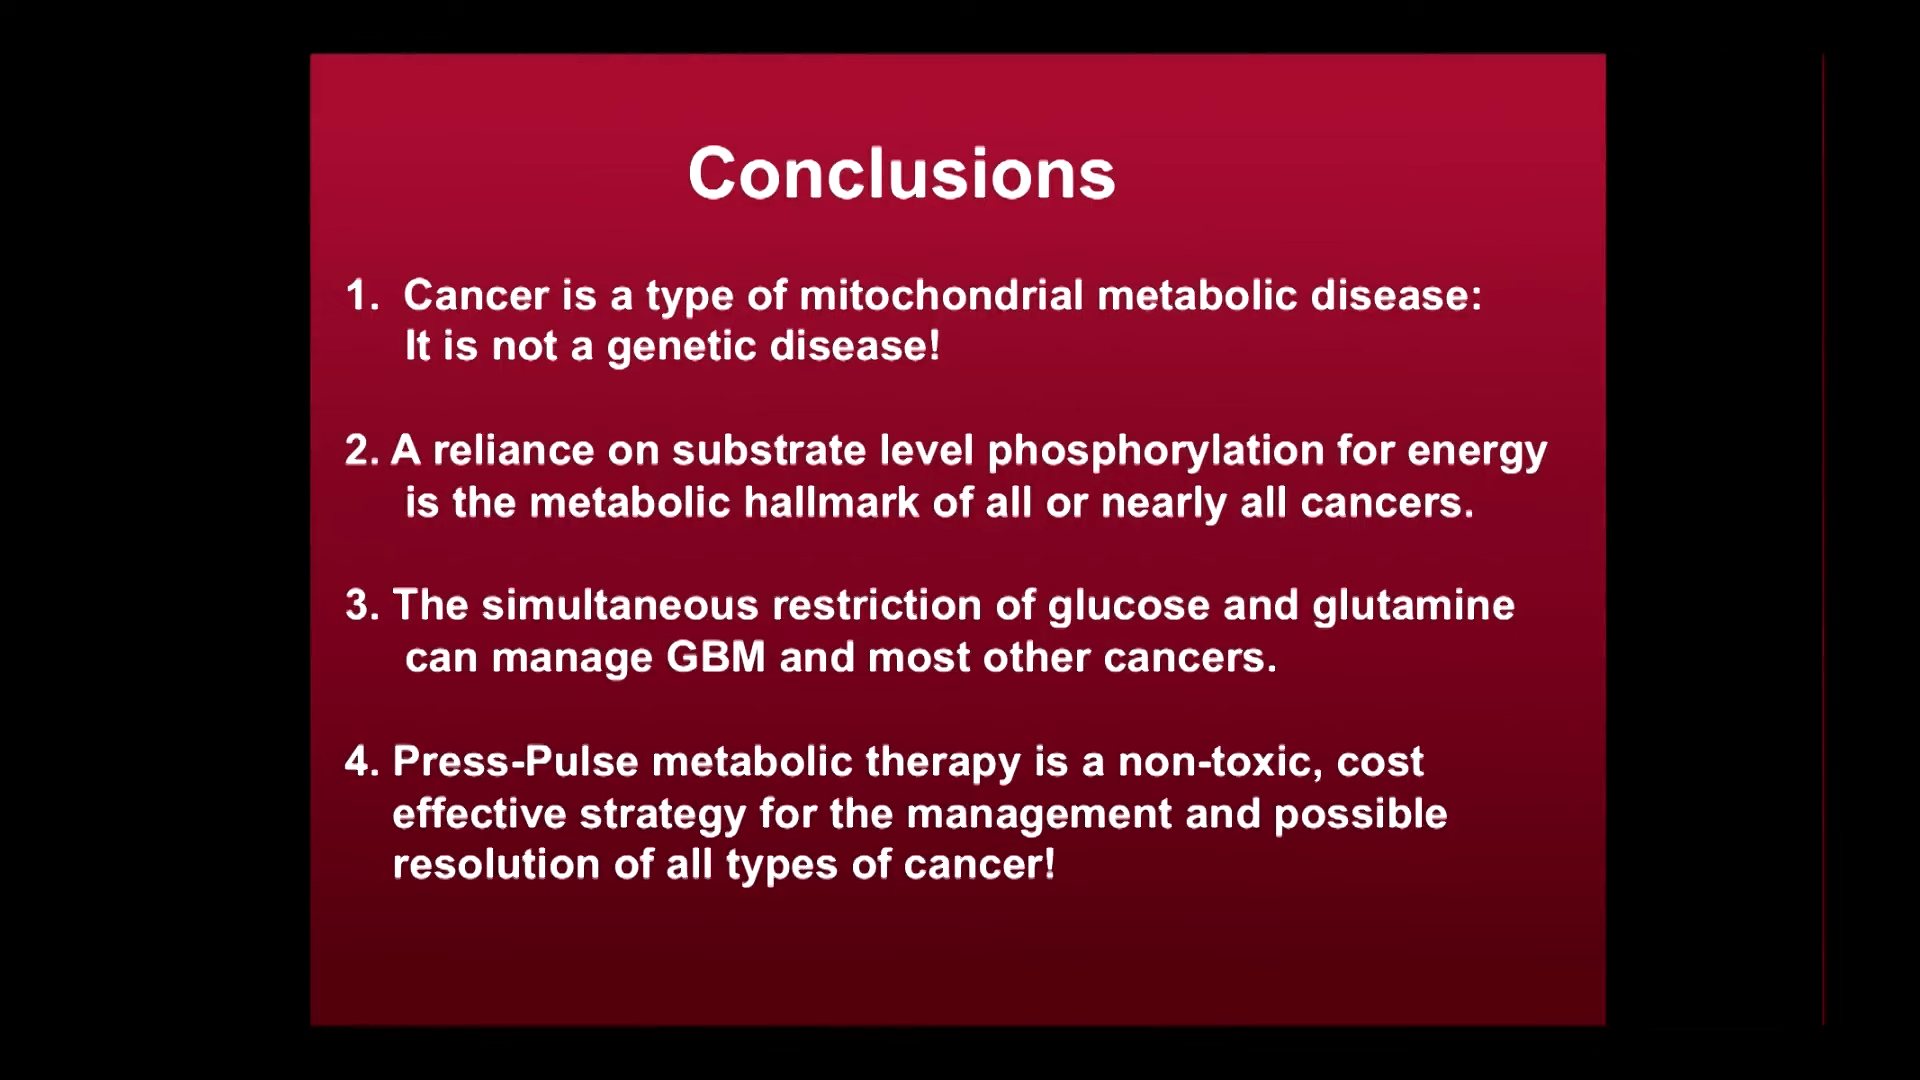 Conclusions
1. Cancer is a type of mitochondrial metabolic disease:
It is not a genetic disease!
2. A reliance on substrate level phosphorylation for energy
is the metabolic hallmark of all or nearly all cancers.
3. The simultaneous restriction of glucose and glutamine
can manage GBM and most other cancers.
4. Press-Pulse metabolic therapy is a non-toxic, cost
effective strategy for the management and possible
resolution of all types of cancer!